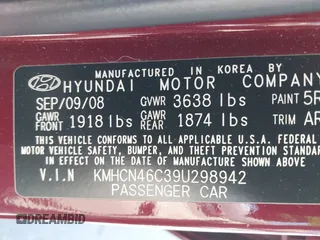 MANUFACTURED IN KOREA BY
HYUNDAI MOTOR COMPANY
SEP/09/08 GVWR 3638 lbs PAINT 5R
GAWR FRONT 1918 lbs GAWR REAR 1874 lbs TRIM AR
THIS VEHICLE CONFORMS TO ALL APPLICABLE U.S.A. FEDERAL
MOTOR VEHICLE SAFETY, BUMPER, AND THEFT PREVENTION
STANDARDS IN EFFECT ON THE DATE OF MANUFACTURE SHOWN ABOVE.
V.I.N KMHCN46C39U298942
PASSENGER CAR
DREAMBID